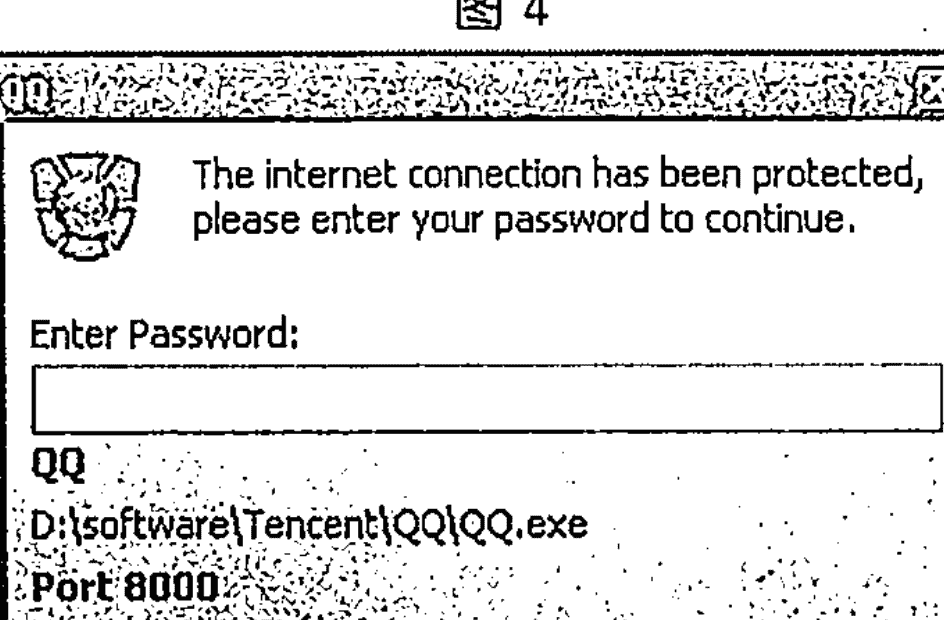 图 4
QQ
The internet connection has been protected,
please enter your password to continue.
Enter Password:
QQ
D:\software\Tencent\QQ\QQ.exe
Port 8000